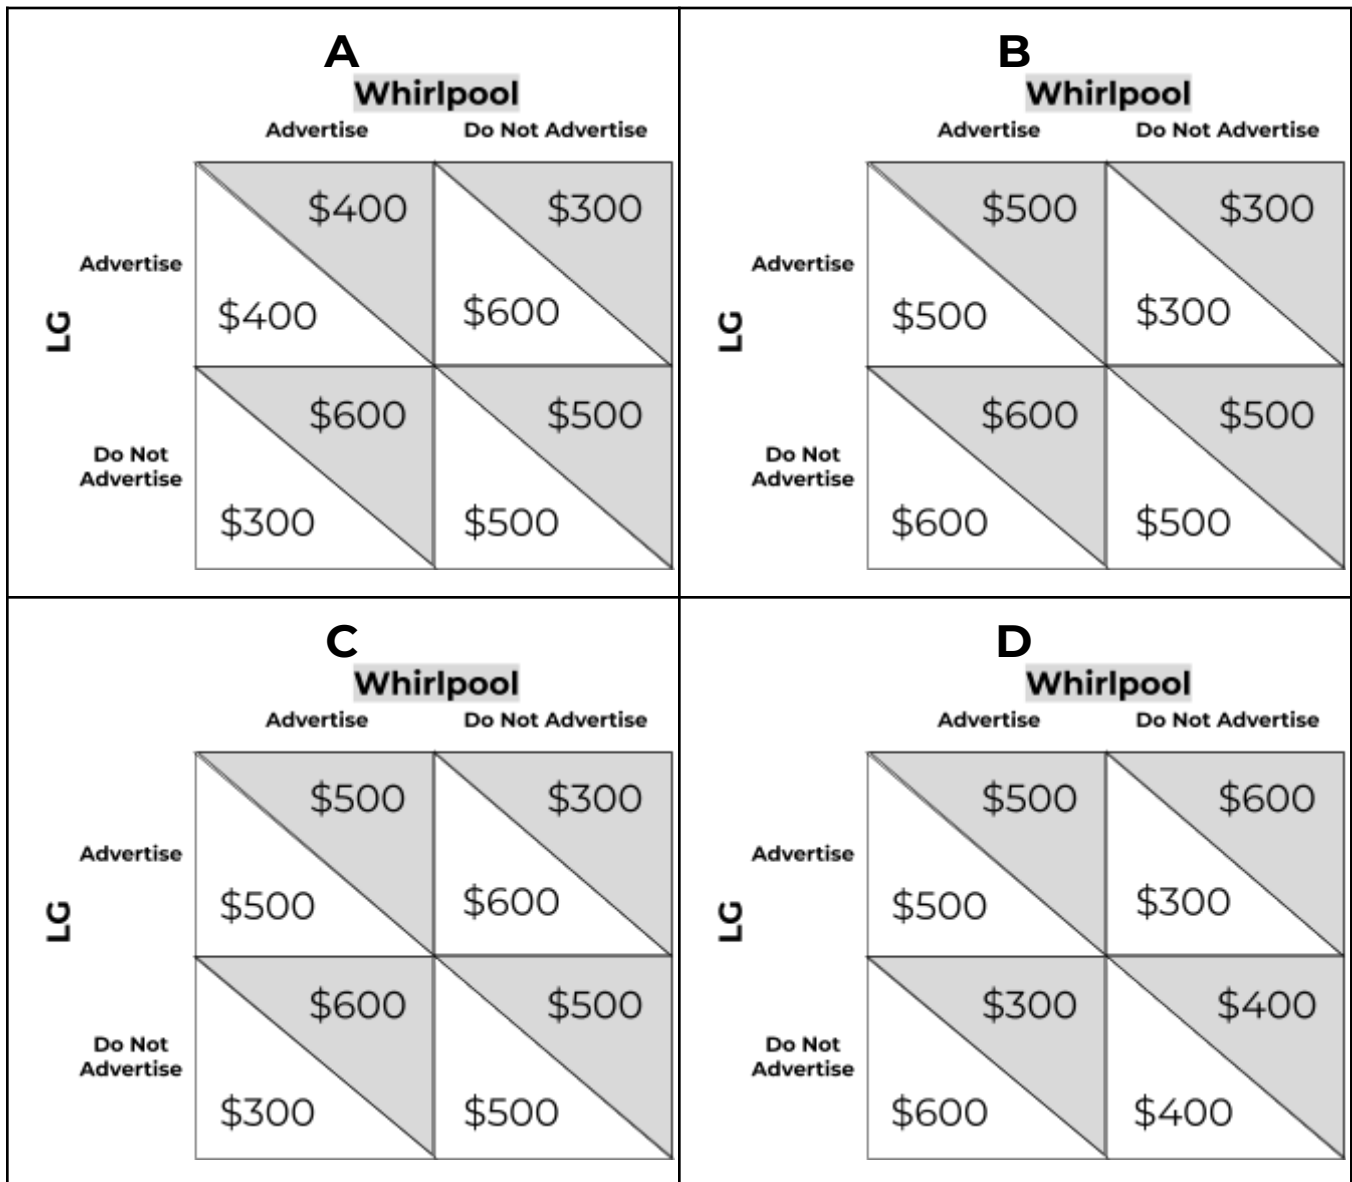 A
Whirlpool
Advertise Do Not Advertise
$400 $300
Advertise
$400 $600
LG
$600 $500
Do Not
Advertise
$300 $500
B
Whirlpool
Advertise Do Not Advertise
$500 $300
Advertise
$500 $300
LG
$600 $500
Do Not
Advertise
$600 $500
C
Whirlpool
Advertise Do Not Advertise
$500 $300
Advertise
$500 $600
LG
$600 $500
Do Not
Advertise
$300 $500
D
Whirlpool
Advertise Do Not Advertise
$500 $600
Advertise
$500 $300
LG
$300 $400
Do Not
Advertise
$600 $400